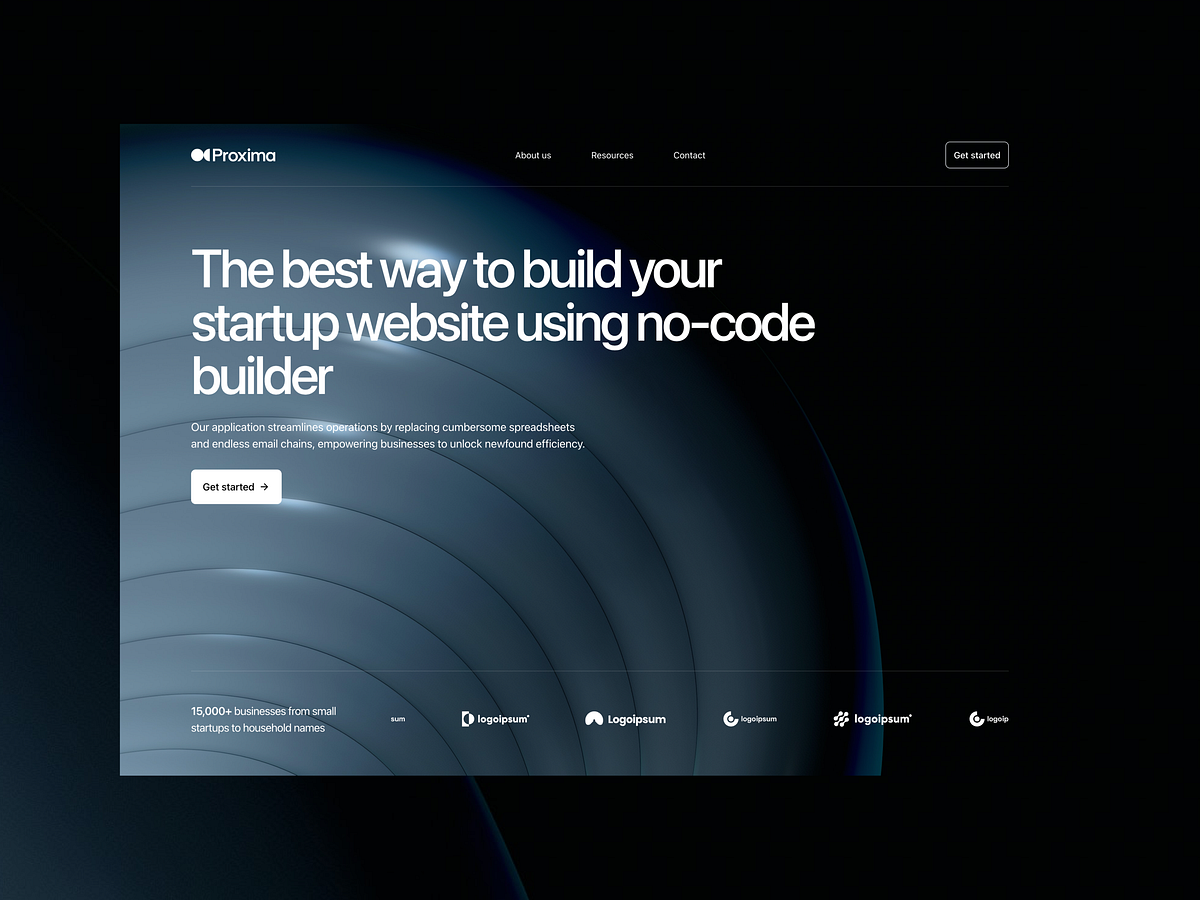 Proxima
About us
Resources
Contact
Get started
The best way to build your
startup website using no-code
builder
Our application streamlines operations by replacing cumbersome spreadsheets
and endless email chains, empowering businesses to unlock newfound efficiency.
Get started →
15,000+ businesses from small
startups to household names
sum
logoipsum
Logoipsum
logoipsum
logoipsum
logoip